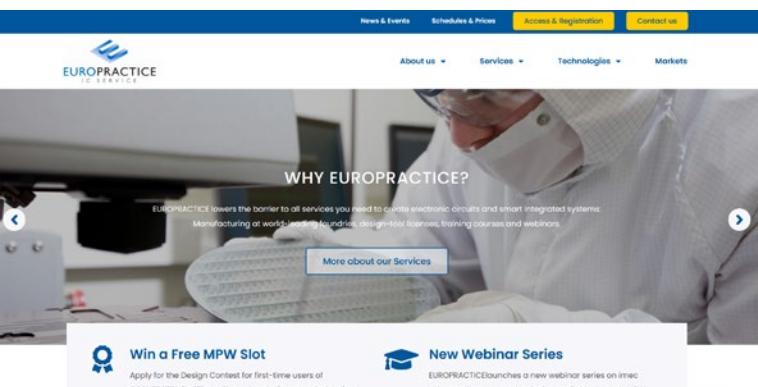 News & Events Schedules & Prices Access & Registration Contact us
EUROPRACTICE
IC SERVICE
About us Services Technologies Markets
WHY EUROPRACTICE?
EUROPRACTICE lowers the barrier to all services you need to create electronic circuits and smart integrated systems:
Manufacturing at world-leading foundries, design-tool licenses, training courses and webinars.
More about our Services
Win a Free MPW Slot
Apply for the Design Contest for first-time users of
New Webinar Series
EUROPRACTICElaunches a new webinar series on imec